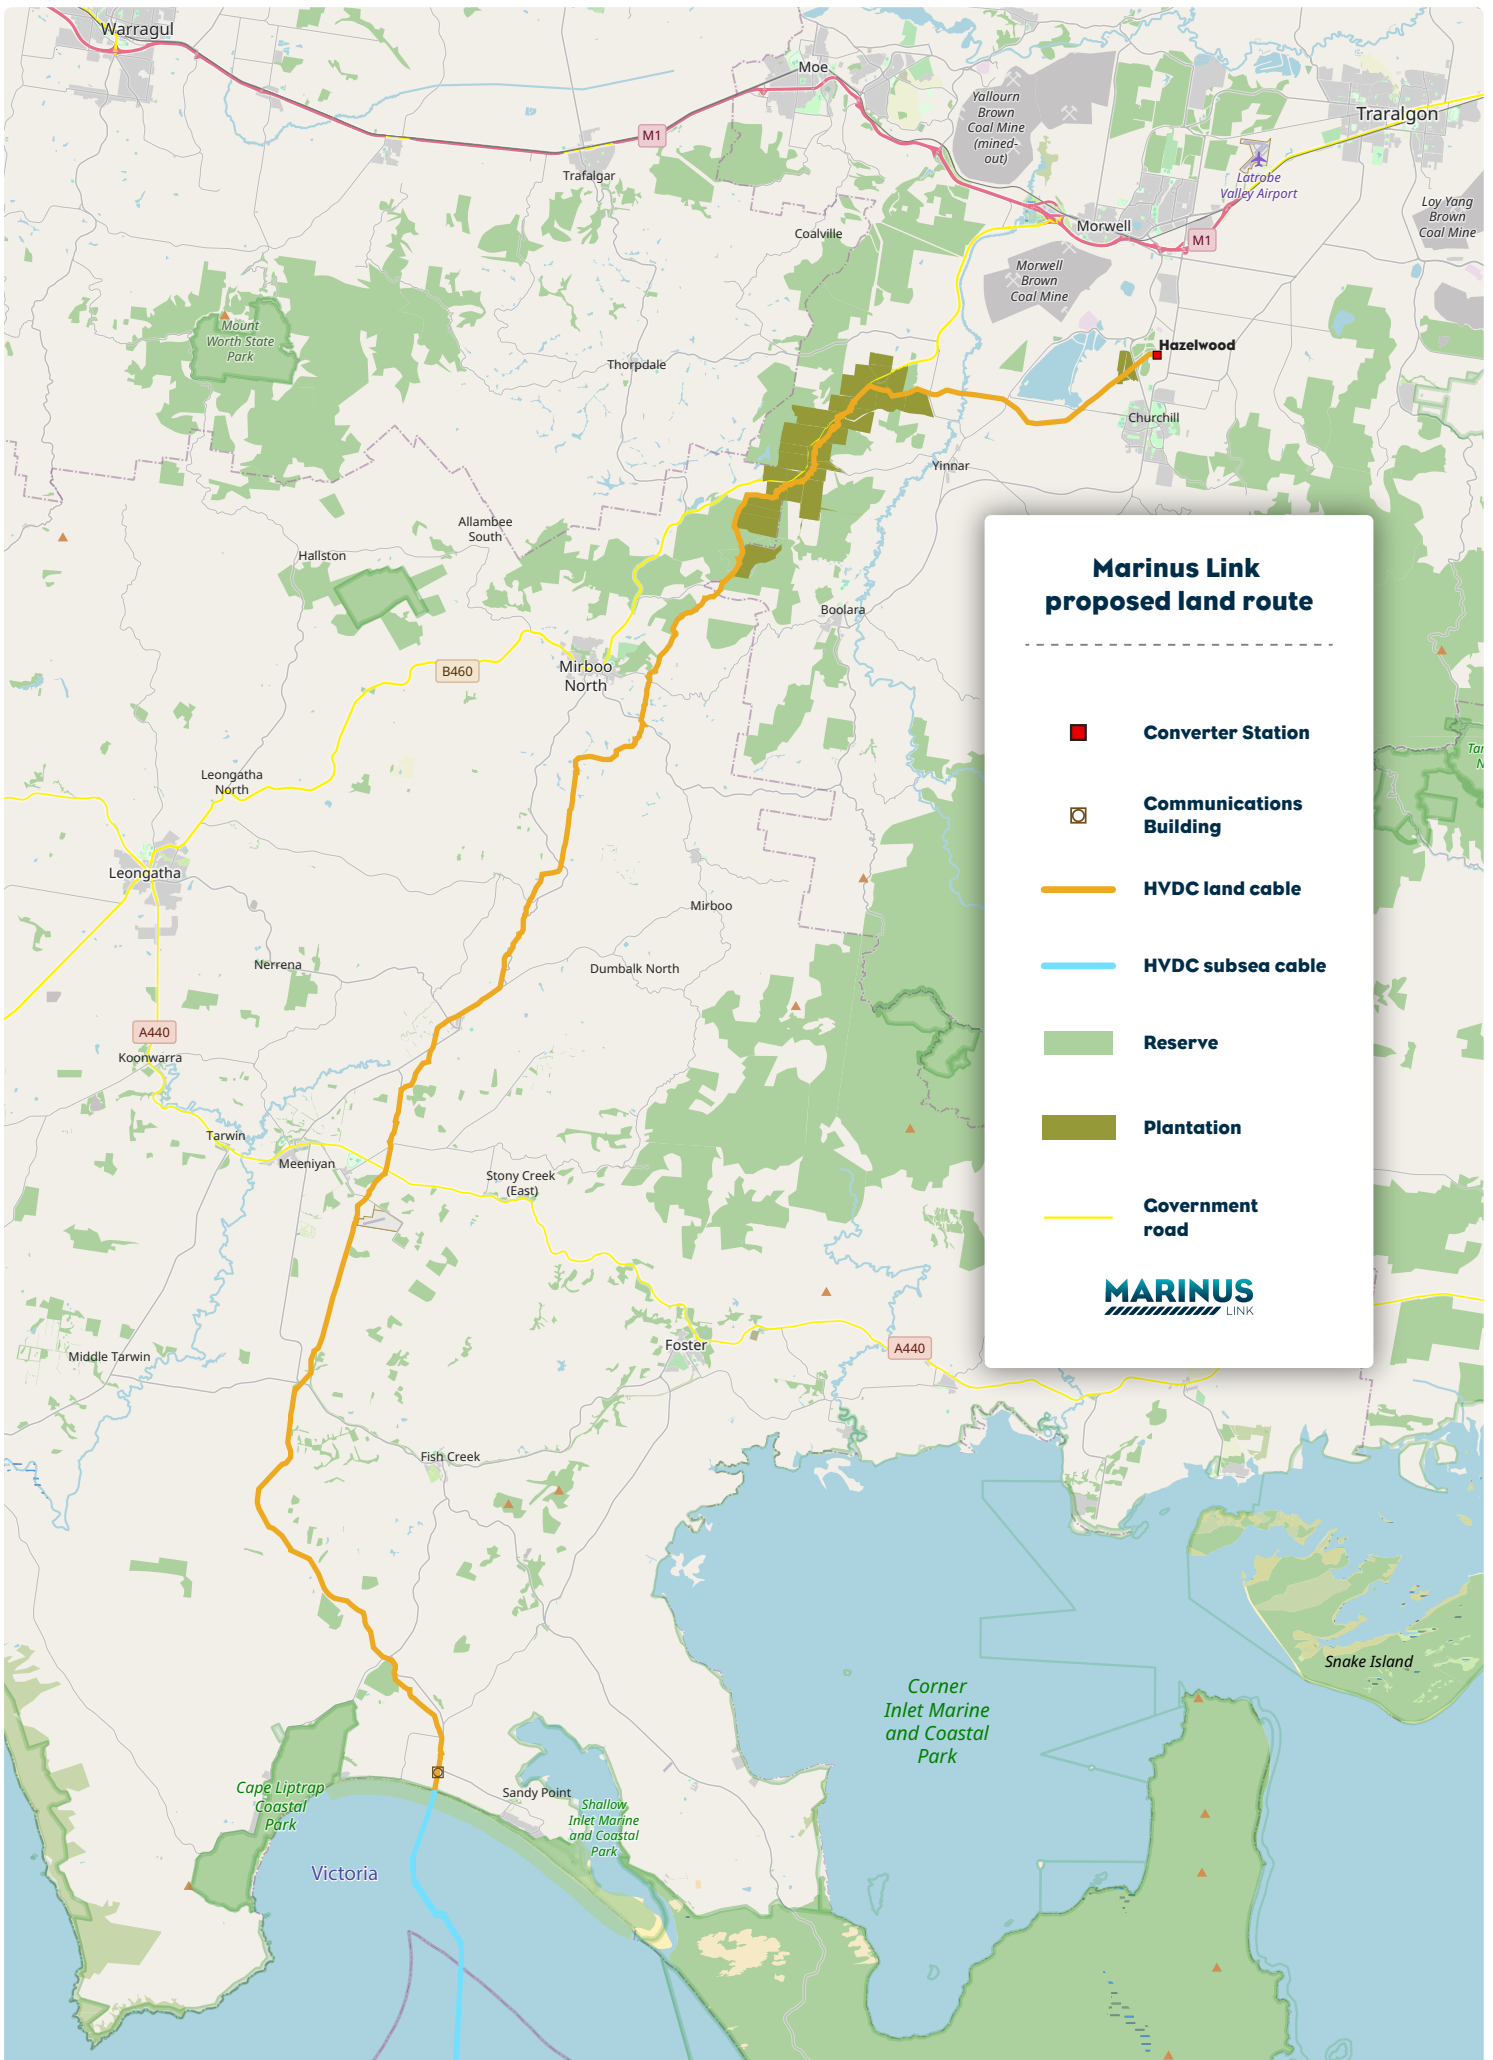 Warragul
Moe
M1
Trafalgar
Yallourn
Brown
Coal Mine
(mined-
out)
Traralgon
Latrobe
Valley Airport
Loy Yang
Brown
Coal Mine
Coalville
Morwell
M1
Morwell
Brown
Coal Mine
Mount
Worth State
Park
Thorpdale
Hazelwood
Churchill
Yinnar
Allambee
South
Hallston
Boolara
Mirboo
North
B460
Leongatha
North
Leongatha
Mirboo
Nerrena
Dumbalk North
A440
Koonwarra
Tarwin
Meeniyan
Stony Creek
(East)
Foster
A440
Middle Tarwin
Fish Creek
Marinus Link
proposed land route
Converter Station
Communications
Building
HVDC land cable
HVDC subsea cable
Reserve
Plantation
Government
road
MARINUS
LINK
Tar
N
Snake Island
Corner
Inlet Marine
and Coastal
Park
Cape Liptrap
Coastal
Park
Sandy Point
Shallow
Inlet Marine
and Coastal
Park
Victoria